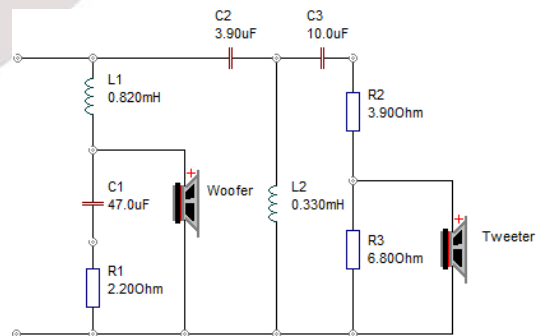 C2
3.90uF
C3
10.0uF
L1
0.820mH
R2
3.90Ohm
C1
47.0uF
+
Woofer
L2
0.330mH
R1
2.20Ohm
R3
6.80Ohm
+
Tweeter